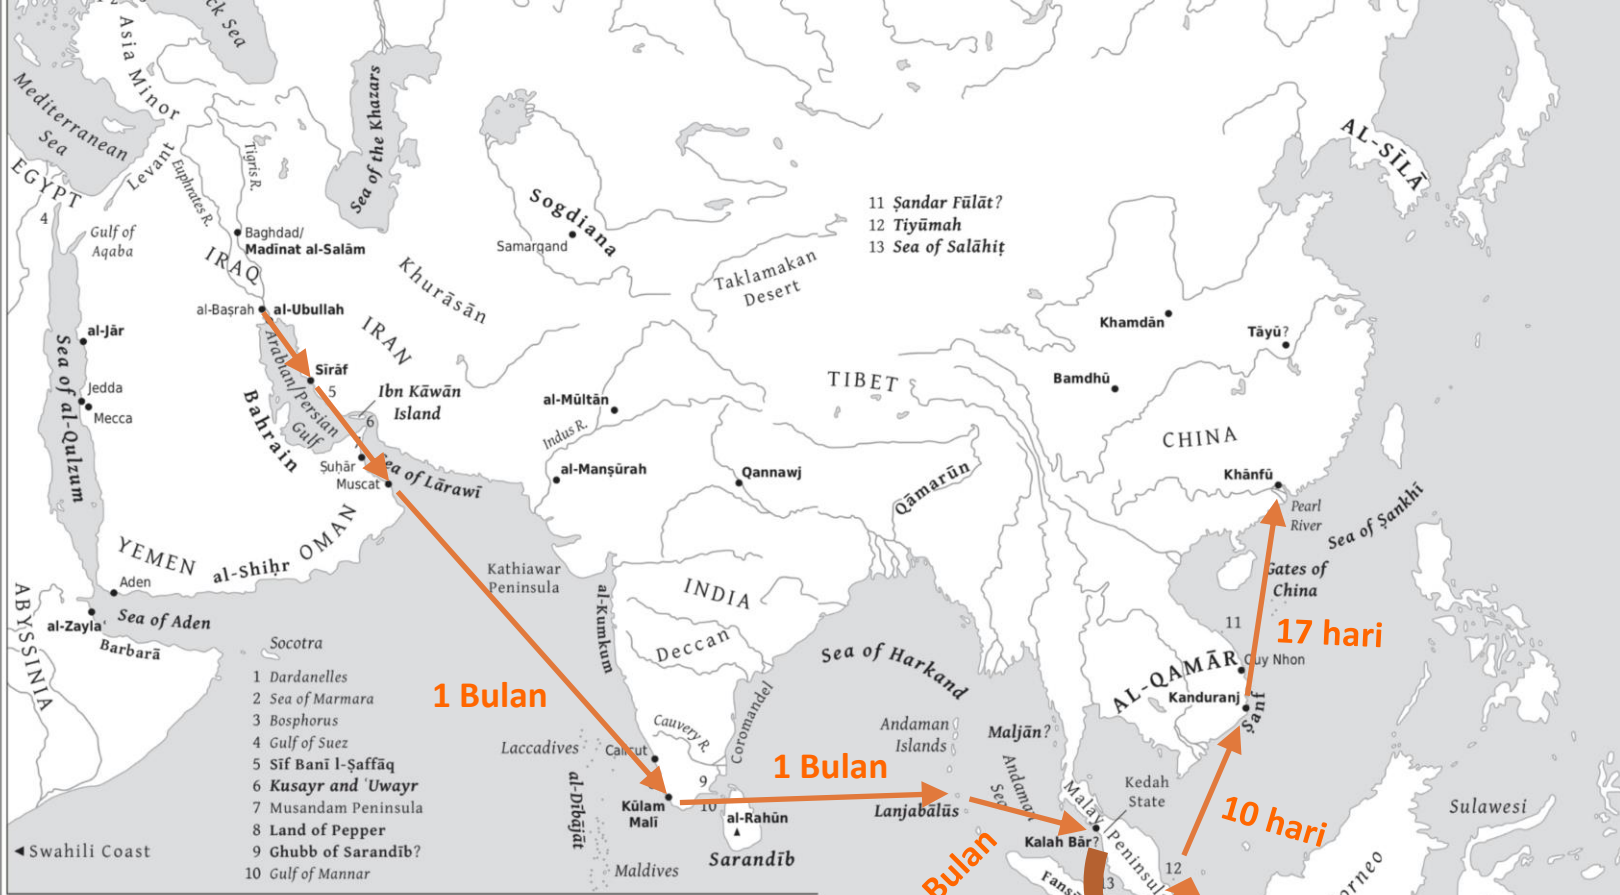 ck Sea
Asia Minor
Mediterranean
Sea
Levant
EGYPT
4
Gulf of
Aqaba
Euphrates R.
Tigris R.
Sea of the Khazars
Baghdad/
Madīnat al-Salām
IRAQ
al-Baṣrah
al-Ubullah
Khurāsān
IRAN
Sogdiana
Samarqand
11 Ṣandar Fūlāt?
12 Tiyūmah
13 Sea of Salāhiṭ
Taklamakan
Desert
AL-SĪLĀ
Khamdān
Tāyū?
Bamdhū
TIBET
CHINA
Khānfū
Pearl
River
Sea of Ṣankhī
Gates of
China
al-Jār
Jedda
Mecca
Sea of al-Qulzum
Arabian/Persian
Gulf
Sīrāf
5
Ibn Kāwān
Island
6
Bahrain
Ṣuḥār
Muscat
Sea of Lārawī
al-Mūltān
Indus R.
al-Manṣūrah
Qannawj
Qāmarūn
YEMEN
al-Shiḥr
OMAN
Aden
Sea of Aden
al-Zayla'
Barbarā
ABYSSINIA
Kathiawar
Peninsula
al-Kumkum
INDIA
Deccan
Sea of Harkand
Coromandel
Cauvery R.
Socotra
1 Dardanelles
2 Sea of Marmara
3 Bosphorus
4 Gulf of Suez
5 Sīf Banī l-Ṣaffāq
6 Kusayr and ʿUwayr
7 Musandam Peninsula
8 Land of Pepper
9 Ghubb of Sarandīb?
10 Gulf of Mannar
◄ Swahili Coast
1 Bulan
Laccadives
Calicut
al-Dībājāt
Maldives
Kūlam
Malī
9
10
al-Rahūn
Sarandīb
1 Bulan
Andaman
Islands
Lanjabālūs
Andaman
Sea
Maljān?
Bulan
Kedah
State
Malay Peninsul
Kalah Bār?
Fanṣ
13
12
10 hari
11
17 hari
AL-QAMĀR
Quy Nhon
Kanduranj
Ṣanf
orneo
Sulawesi